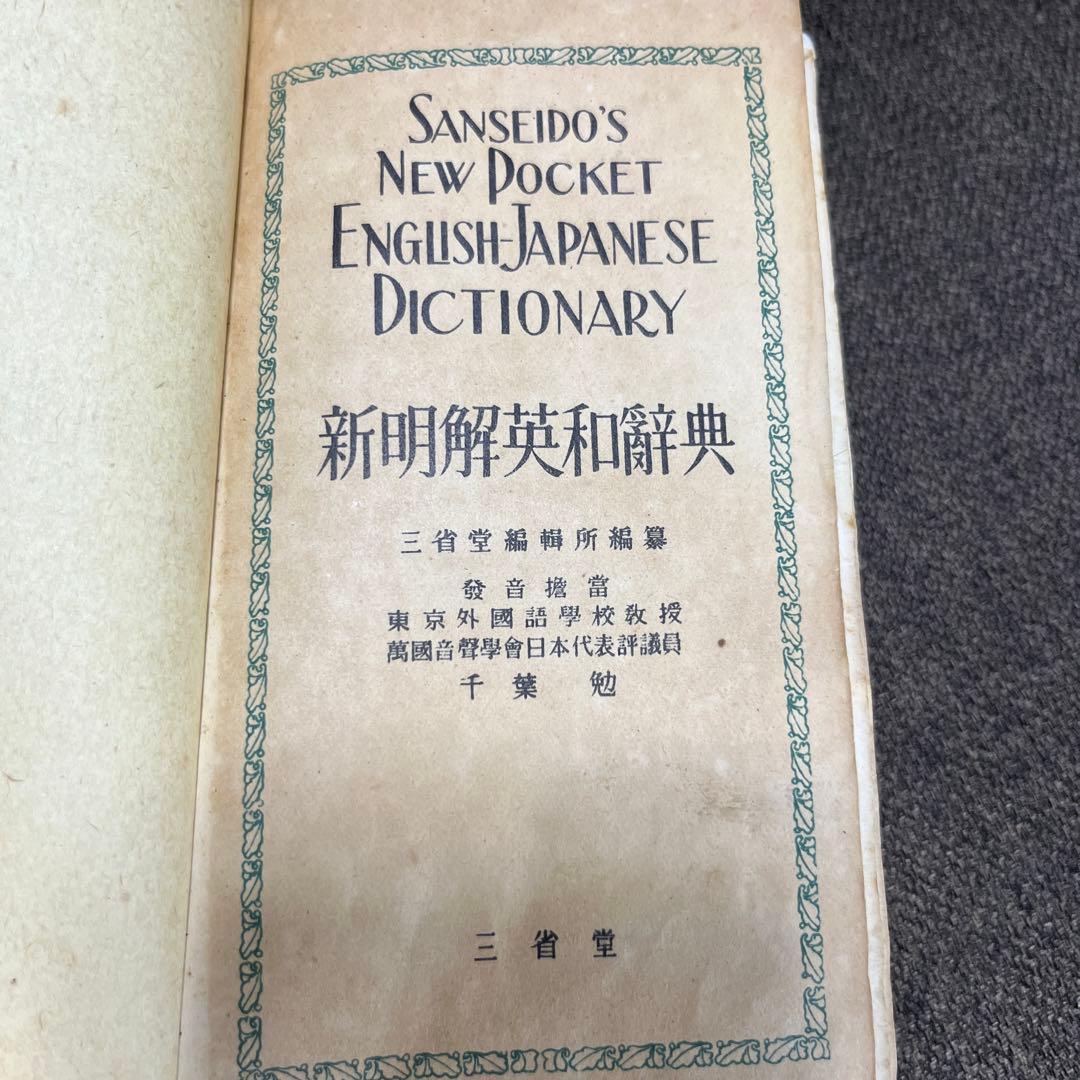 SANSEIDO'S
NEW POCKET
ENGLISH-JAPANESE
DICTIONARY
新明解英和辭典
三省堂編輯所編纂
發音擔當
東京外國語學校敎授
萬國音聲學會日本代表評議員
千葉 勉
三省堂